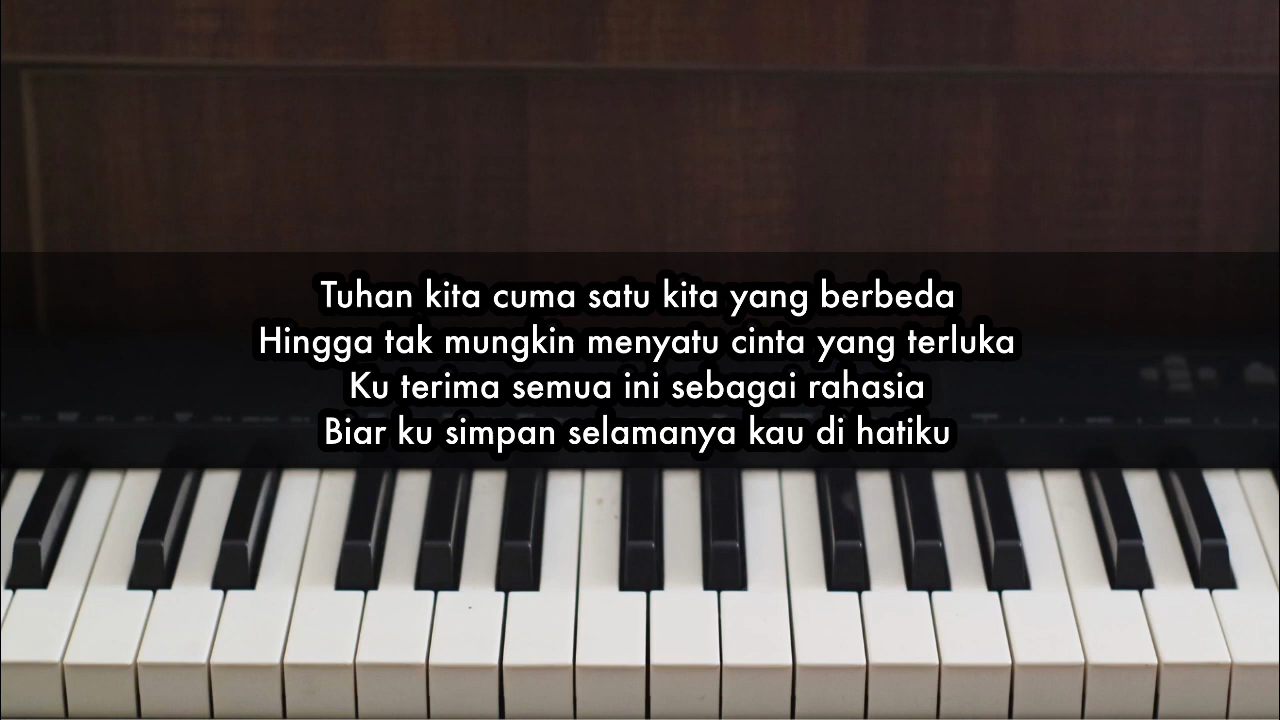 Tuhan kita cuma satu kita yang berbeda
Hingga tak mungkin menyatu cinta yang terluka
Ku terima semua ini sebagai rahasia
Biar ku simpan selamanya kau di hatiku